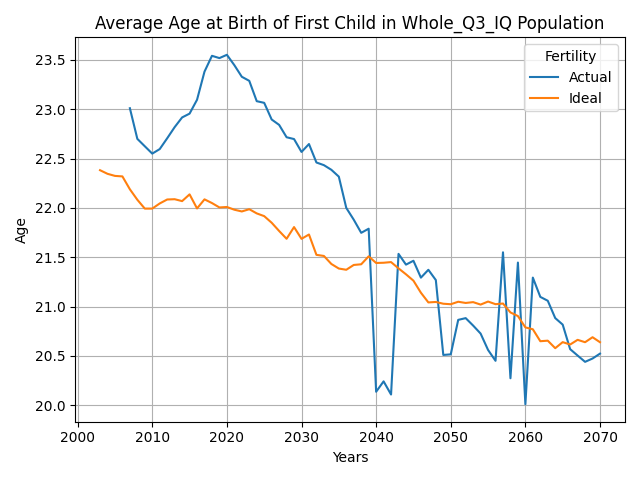 Average Age at Birth of First Child in Whole_Q3_IQ Population
Fertility
Actual
Ideal
Age
23.5
23.0
22.5
22.0
21.5
21.0
20.5
20.0
2000 2010 2020 2030 2040 2050 2060 2070
Years